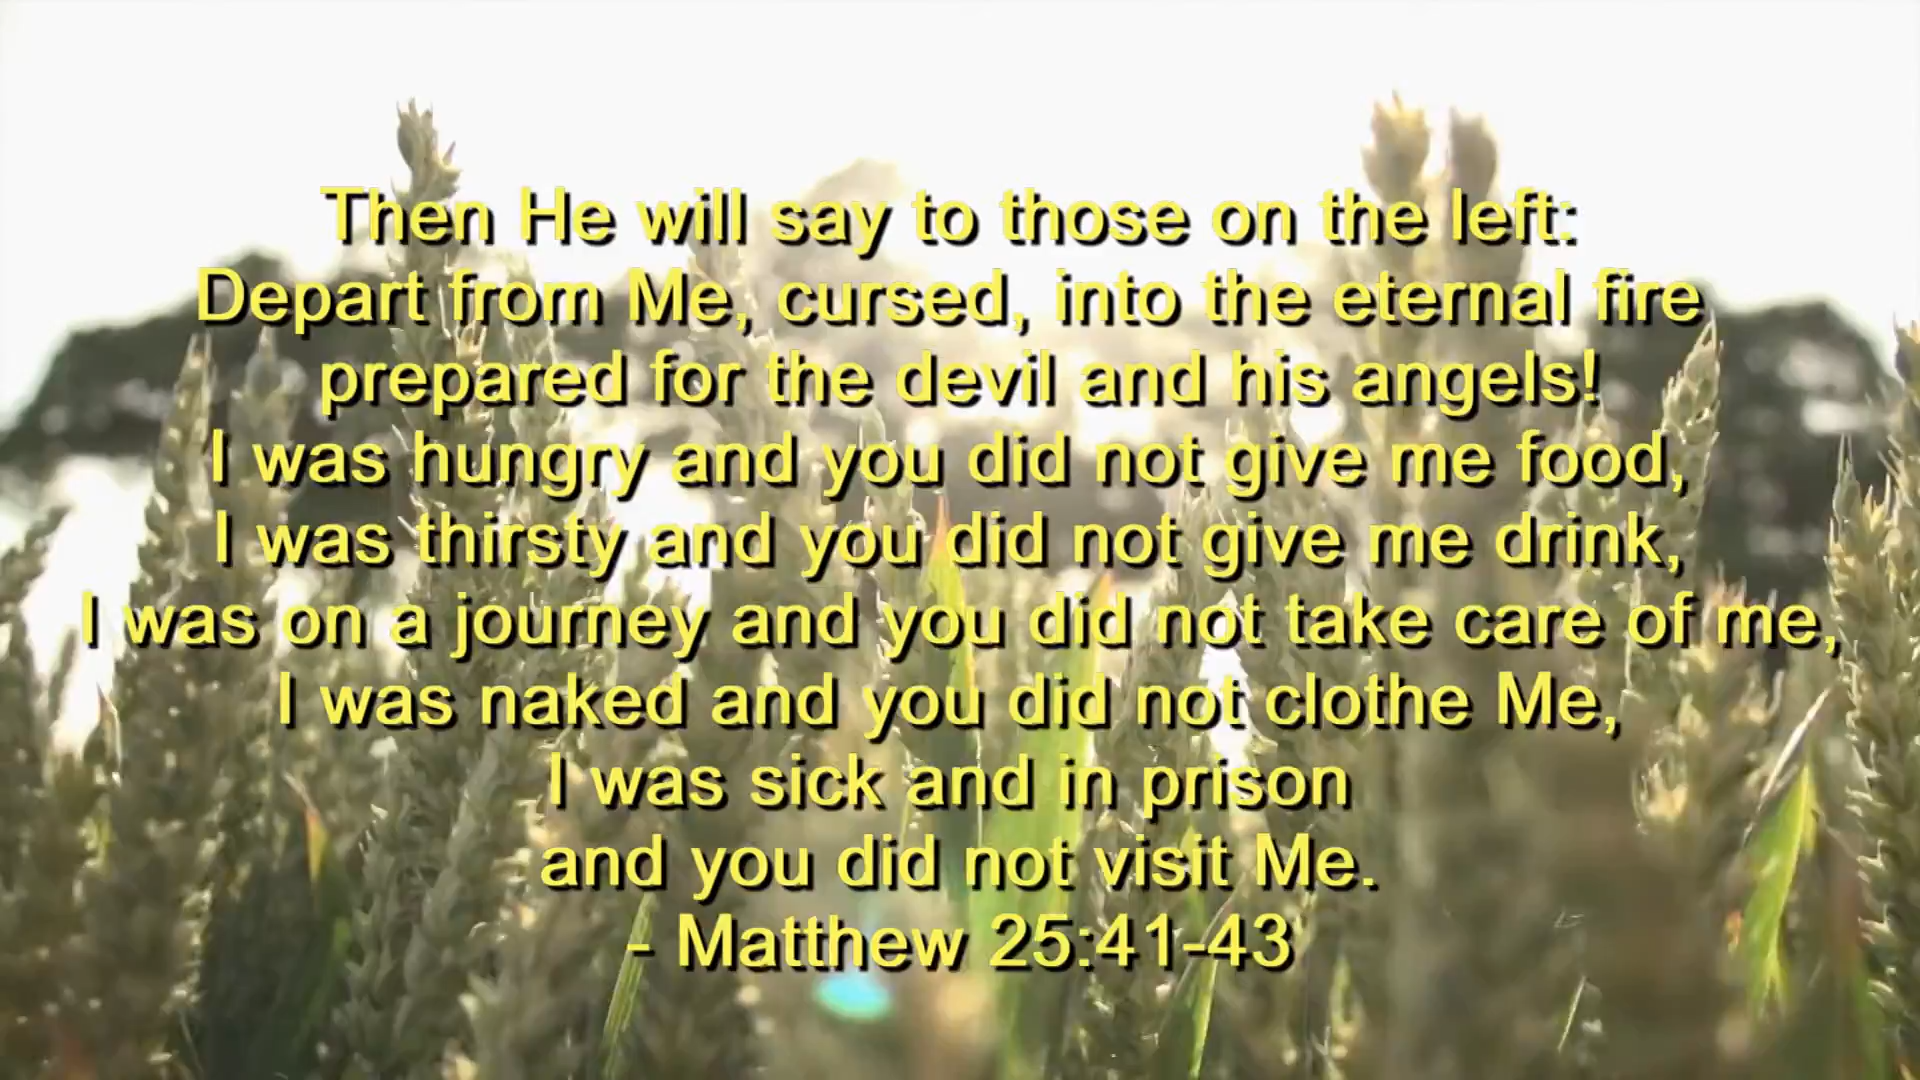 Then He will say to those on the left:
Depart from Me, cursed, into the eternal fire
prepared for the devil and his angels!
I was hungry and you did not give me food,
I was thirsty and you did not give me drink,
I was on a journey and you did not take care of me,
I was naked and you did not clothe Me,
I was sick and in prison
and you did not visit Me.
- Matthew 25:41-43